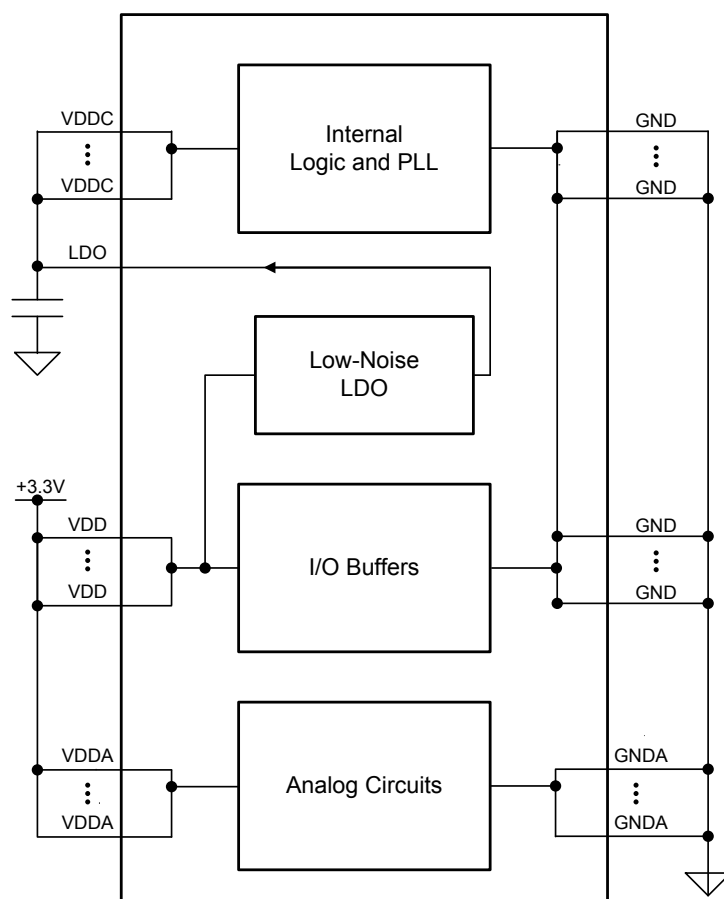 VDDC
VDDC
Internal
Logic and PLL
GND
GND
LDO
Low-Noise
LDO
+3.3V
VDD
VDD
I/O Buffers
GND
GND
VDDA
VDDA
Analog Circuits
GNDA
GNDA